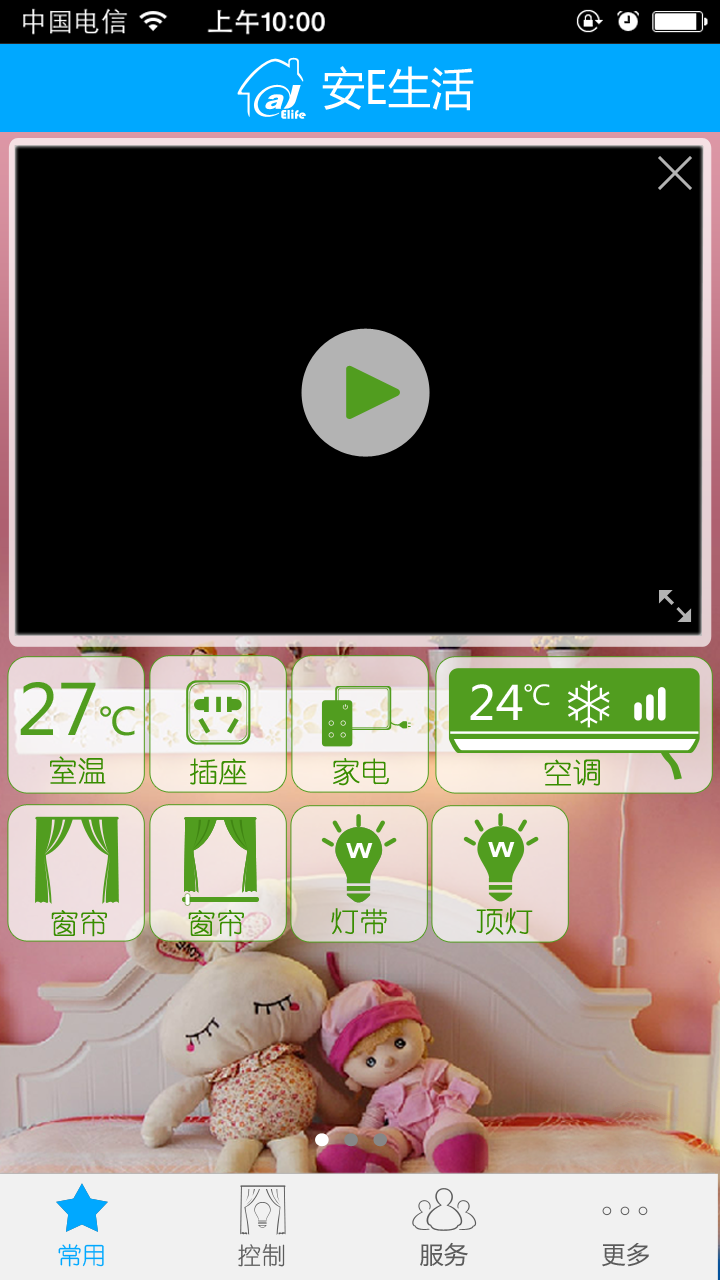 中国电信 上午10:00
a Elife 安E生活
27℃ 24℃
室温 插座 家电 空调
W W
窗帘 窗帘 灯带 顶灯
常用 控制 服务 更多